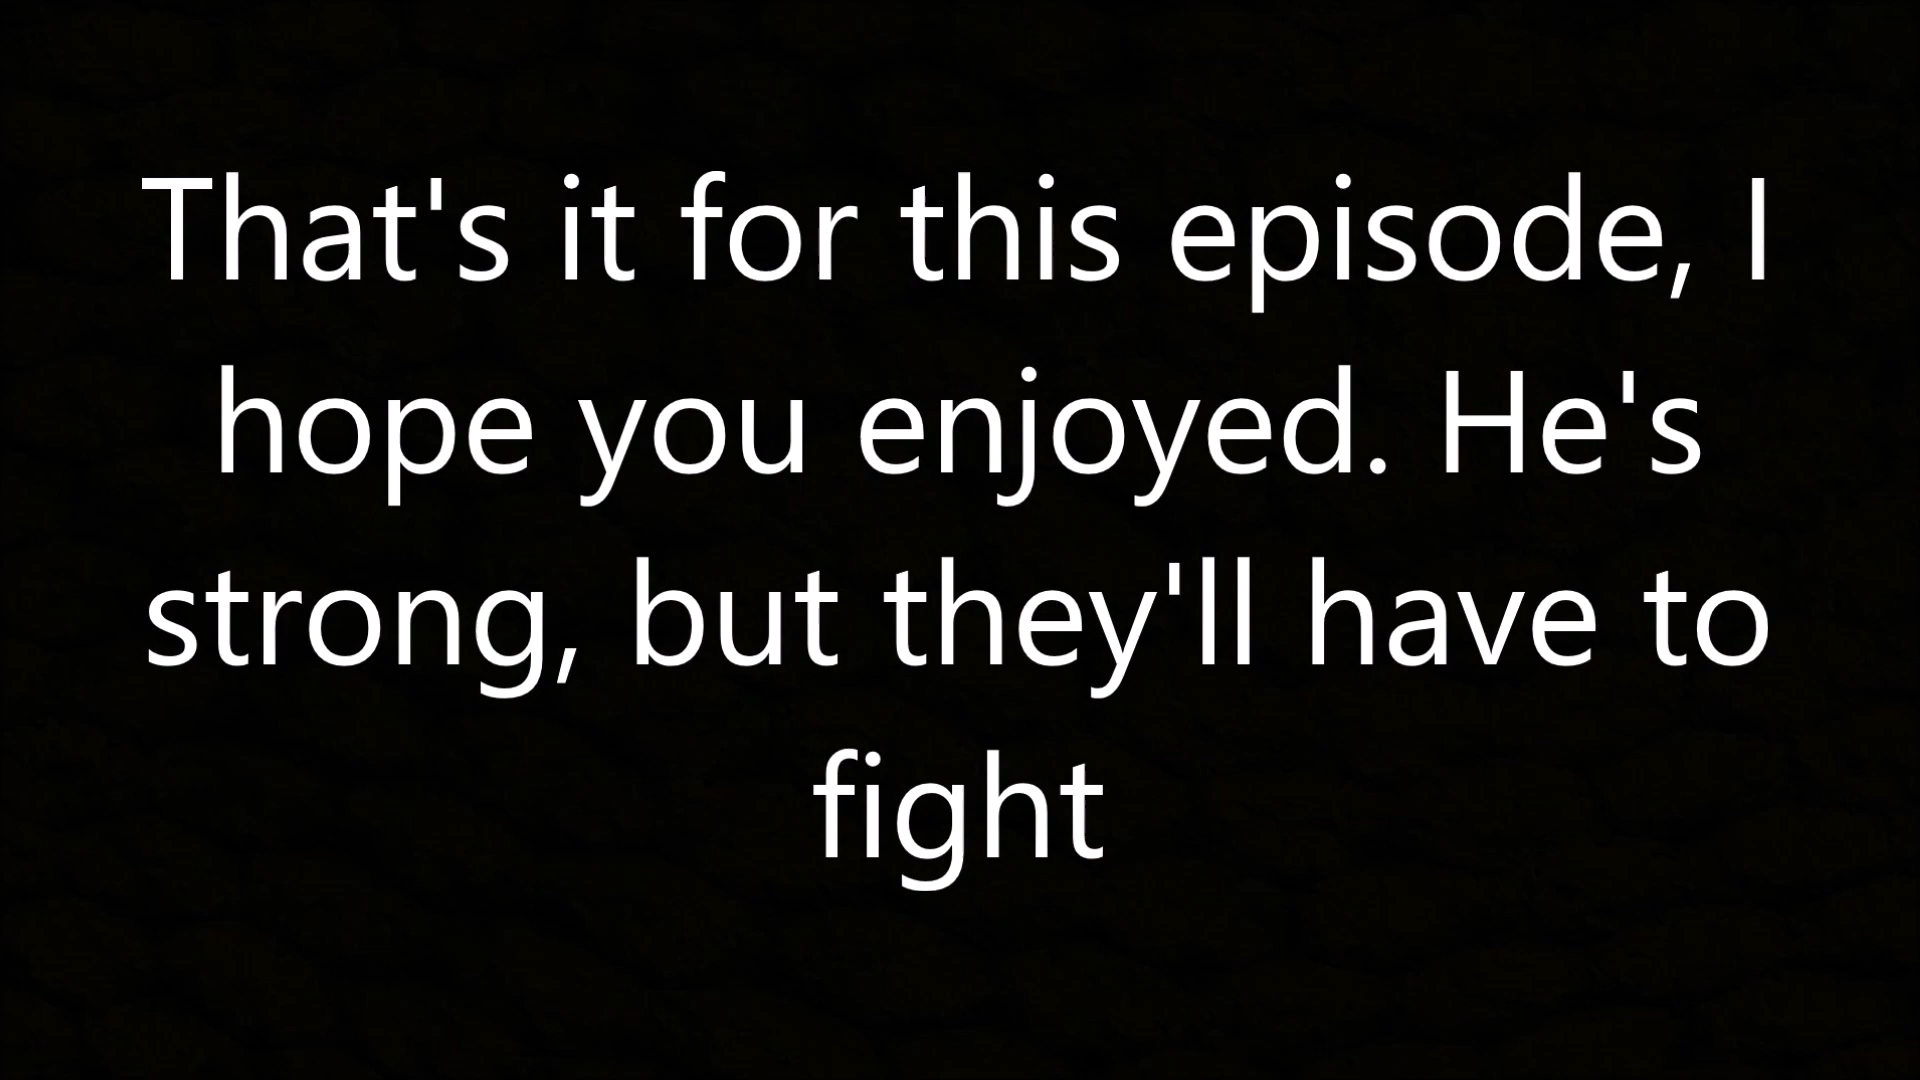 That's it for this episode, I
hope you enjoyed. He's
strong, but they'll have to
fight